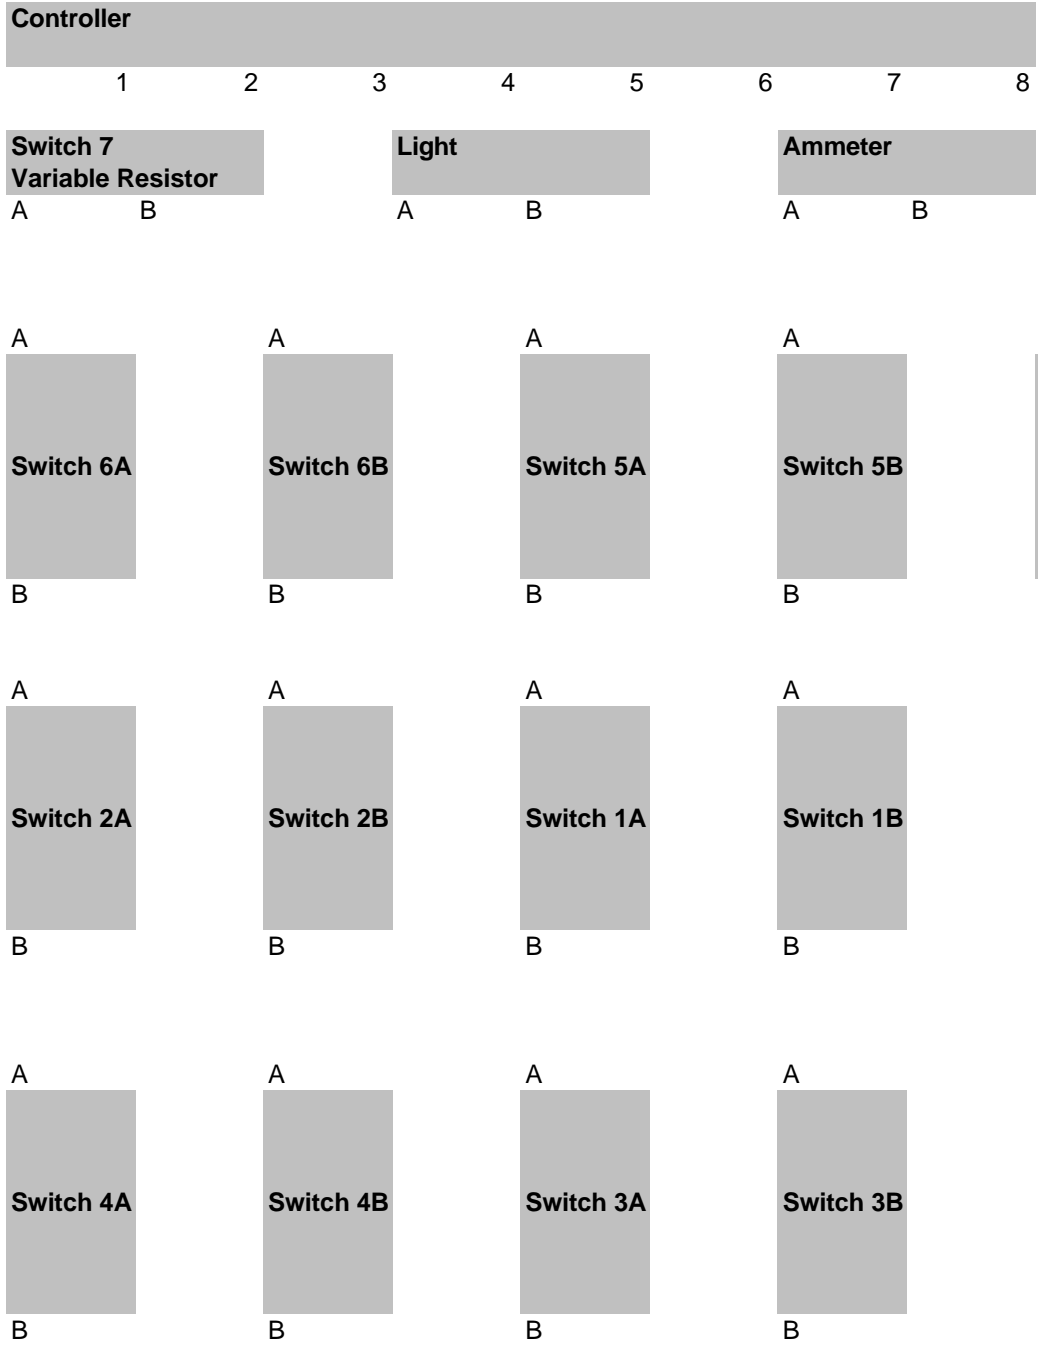 Controller
1 2 3 4 5 6 7 8
Switch 7 Light Ammeter
Variable Resistor
A B A B A B
A A A A
Switch 6A Switch 6B Switch 5A Switch 5B
B B B B
A A A A
Switch 2A Switch 2B Switch 1A Switch 1B
B B B B
A A A A
Switch 4A Switch 4B Switch 3A Switch 3B
B B B B